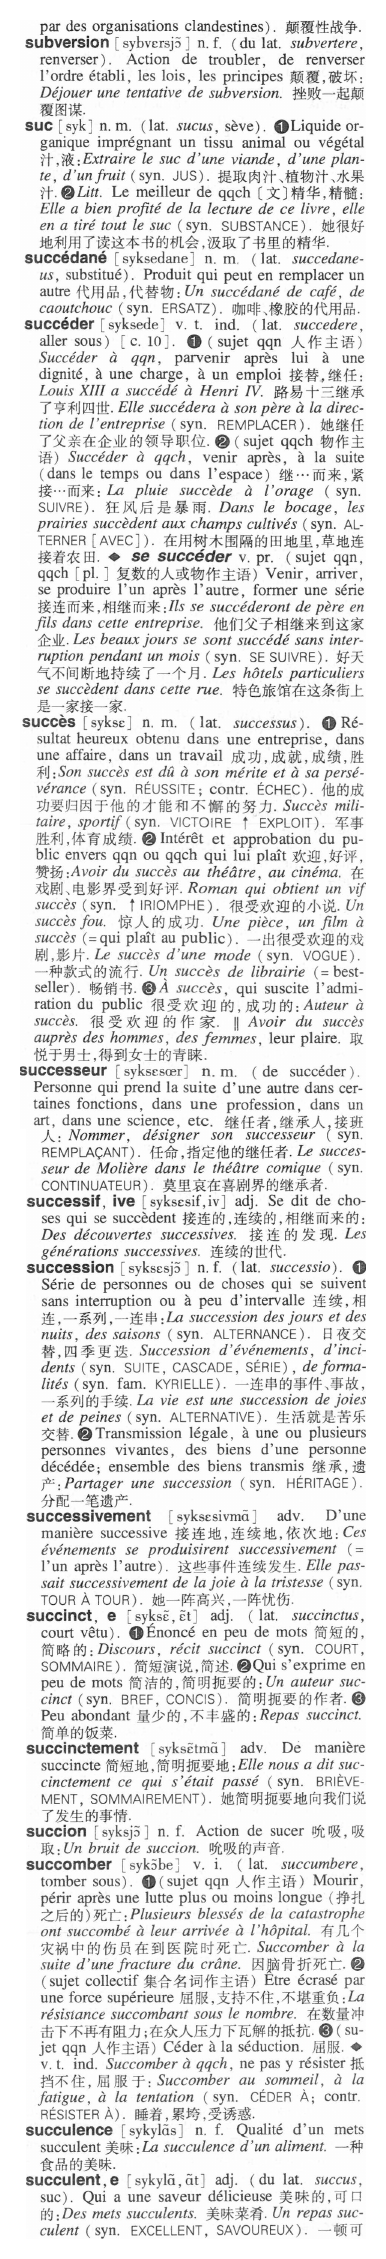 par des organisations clandestines). 颠覆性战争.
subversion [sybvɛrsjɔ̃] n. f. (du lat. subvertere,
renverser). Action de troubler, de renverser
l'ordre établi, les lois, les principes 颠覆,破坏:
Déjouer une tentative de subversion. 挫败一起颠
覆图谋.
suc [syk] n. m. (lat. sucus, sève). ❶Liquide or-
ganique imprégnant un tissu animal ou végétal
汁,液:Extraire le suc d'une viande, d'une plan-
te, d'un fruit (syn. JUS). 提取肉汁、植物汁、水果
汁. ❷Litt. Le meilleur de qqch [文]精华,精髓:
Elle a bien profité de la lecture de ce livre, elle
en a tiré tout le suc (syn. SUBSTANCE). 她很好
地利用了读这本书的机会,汲取了书里的精华.
succédané [syksedane] n. m. (lat. succedane-
us, substitué). Produit qui peut en remplacer un
autre 代用品,代替物: Un succédané de café, de
caoutchouc (syn. ERSATZ). 咖啡、橡胶的代用品.
succéder [syksede] v. t. ind. (lat. succedere,
aller sous) [c. 10]. ❶ (sujet qqn 人作主语)
Succéder à qqn, parvenir après lui à une
dignité, à une charge, à un emploi 接替,继任:
Louis XIII a succédé à Henri IV. 路易十三继承
了亨利四世. Elle succédera à son père à la direc-
tion de l'entreprise (syn. REMPLACER). 她继任
了父亲在企业的领导职位. ❷ (sujet qqch 物作主
语) Succéder à qqch, venir après, à la suite
(dans le temps ou dans l'espace) 继…而来,紧
接…而来: La pluie succède à l'orage (syn.
SUIVRE). 狂风后是暴雨. Dans le bocage, les
prairies succèdent aux champs cultivés (syn. AL-
TERNER [AVEC]). 在用树木围隔的田地里,草地连
接着农田. ◆ se succéder v. pr. (sujet qqn,
qqch [pl.] 复数的人或物作主语) Venir, arriver,
se produire l'un après l'autre, former une série
接连而来,相继而来:Ils se succéderont de père en
fils dans cette entreprise. 他们父子相继来到这家
企业. Les beaux jours se sont succédé sans inter-
ruption pendant un mois (syn. SE SUIVRE). 好天
气不间断地持续了一个月. Les hôtels particuliers
se succèdent dans cette rue. 特色旅馆在这条街上
是一家接一家.
succès [syksɛ] n. m. (lat. successus). ❶ Ré-
sultat heureux obtenu dans une entreprise, dans
une affaire, dans un travail 成功,成就,成绩,胜
利:Son succès est dû à son mérite et à sa persé-
vérance (syn. RÉUSSITE; contr. ÉCHEC). 他的成
功要归因于他的才能和不懈的努力. Succès mili-
taire, sportif (syn. VICTOIRE ↑ EXPLOIT). 军事
胜利,体育成绩. ❷ Intérêt et approbation du pu-
blic envers qqn ou qqch qui lui plaît 欢迎,好评,
赞扬:Avoir du succès au théâtre, au cinéma. 在
戏剧、电影界受到好评. Roman qui obtient un vif
succès (syn. ↑IRIOMPHE). 很受欢迎的小说. Un
succès fou. 惊人的成功. Une pièce, un film à
succès (=qui plaît au public). 一出很受欢迎的戏
剧,影片. Le succès d'une mode (syn. VOGUE).
一种款式的流行. Un succès de librairie (=best-
seller). 畅销书. ❸ À succès, qui suscite l'admi-
ration du public 很受欢迎的,成功的: Auteur à
succès. 很受欢迎的作家. ‖ Avoir du succès
auprès des hommes, des femmes, leur plaire. 取
悦于男士,得到女士的青睐.
successeur [syksɛsœr] n. m. (de succéder).
Personne qui prend la suite d'une autre dans cer-
taines fonctions, dans une profession, dans un
art, dans une science, etc. 继任者,继承人,接班
人: Nommer, désigner son successeur (syn.
REMPLAÇANT). 任命,指定他的继任者. Le succes-
seur de Molière dans le théâtre comique (syn.
CONTINUATEUR). 莫里哀在喜剧界的继承者.
successif, ive [syksɛsif,iv] adj. Se dit de cho-
ses qui se succèdent 接连的,连续的,相继而来的:
Des découvertes successives. 接连的发现. Les
générations successives. 连续的世代.
succession [syksɛsjɔ̃] n. f. (lat. successio). ❶
Série de personnes ou de choses qui se suivent
sans interruption ou à peu d'intervalle 连续,相
连,一系列,一连串:La succession des jours et des
nuits, des saisons (syn. ALTERNANCE). 日夜交
替,四季更迭. Succession d'événements, d'inci-
dents (syn. SUITE, CASCADE, SÉRIE), de forma-
lités (syn. fam. KYRIELLE). 一连串的事件、事故,
一系列的手续. La vie est une succession de joies
et de peines (syn. ALTERNATIVE). 生活就是苦乐
交替. ❷Transmission légale, à une ou plusieurs
personnes vivantes, des biens d'une personne
décédée; ensemble des biens transmis 继承,遗
产: Partager une succession (syn. HÉRITAGE).
分配一笔遗产.
successivement [syksɛsivmɑ̃] adv. D'une
manière successive 接连地,连续地,依次地: Ces
événements se produisirent successivement (=
l'un après l'autre). 这些事件连续发生. Elle pas-
sait successivement de la joie à la tristesse (syn.
TOUR À TOUR). 她一阵高兴,一阵忧伤.
succinct, e [syksɛ̃, ɛ̃t] adj. (lat. succinctus,
court vêtu). ❶Énoncé en peu de mots 简短的,
简略的: Discours, récit succinct (syn. COURT,
SOMMAIRE). 简短演说,简述. ❷Qui s'exprime en
peu de mots 简洁的,简明扼要的: Un auteur suc-
cinct (syn. BREF, CONCIS). 简明扼要的作者. ❸
Peu abondant 量少的,不丰盛的: Repas succinct.
简单的饭菜.
succinctement [syksɛ̃tmɑ̃] adv. De manière
succincte 简短地,简明扼要地:Elle nous a dit suc-
cinctement ce qui s'était passé (syn. BRIÈVE-
MENT, SOMMAIREMENT). 她简明扼要地向我们说
了发生的事情.
succion [syksjɔ̃] n. f. Action de sucer 吮吸,吸
取: Un bruit de succion. 吮吸的声音.
succomber [sykɔ̃be] v. i. (lat. succumbere,
tomber sous). ❶(sujet qqn 人作主语) Mourir,
périr après une lutte plus ou moins longue (挣扎
之后的)死亡:Plusieurs blessés de la catastrophe
ont succombé à leur arrivée à l'hôpital. 有几个
灾祸中的伤员在到医院时死亡. Succomber à la
suite d'une fracture du crâne. 因脑骨折死亡. ❷
(sujet collectif 集合名词作主语) Être écrasé par
une force supérieure 屈服,支持不住,不堪重负:La
résistance succombant sous le nombre. 在数量冲
击下不再有阻力;在众人压力下瓦解的抵抗. ❸(su-
jet qqn 人作主语) Céder à la séduction. 屈服. ◆
v. t. ind. Succomber à qqch, ne pas y résister 抵
挡不住,屈服于: Succomber au sommeil, à la
fatigue, à la tentation (syn. CÉDER À; contr.
RÉSISTER À). 睡着,累垮,受诱惑.
succulence [sykylɑ̃s] n. f. Qualité d'un mets
succulent 美味:La succulence d'un aliment. 一种
食品的美味.
succulent, e [sykylɑ̃, ɑ̃t] adj. (du lat. succus,
suc). Qui a une saveur délicieuse 美味的,可口
的:Des mets succulents. 美味菜肴. Un repas suc-
culent (syn. EXCELLENT, SAVOUREUX). 一顿可